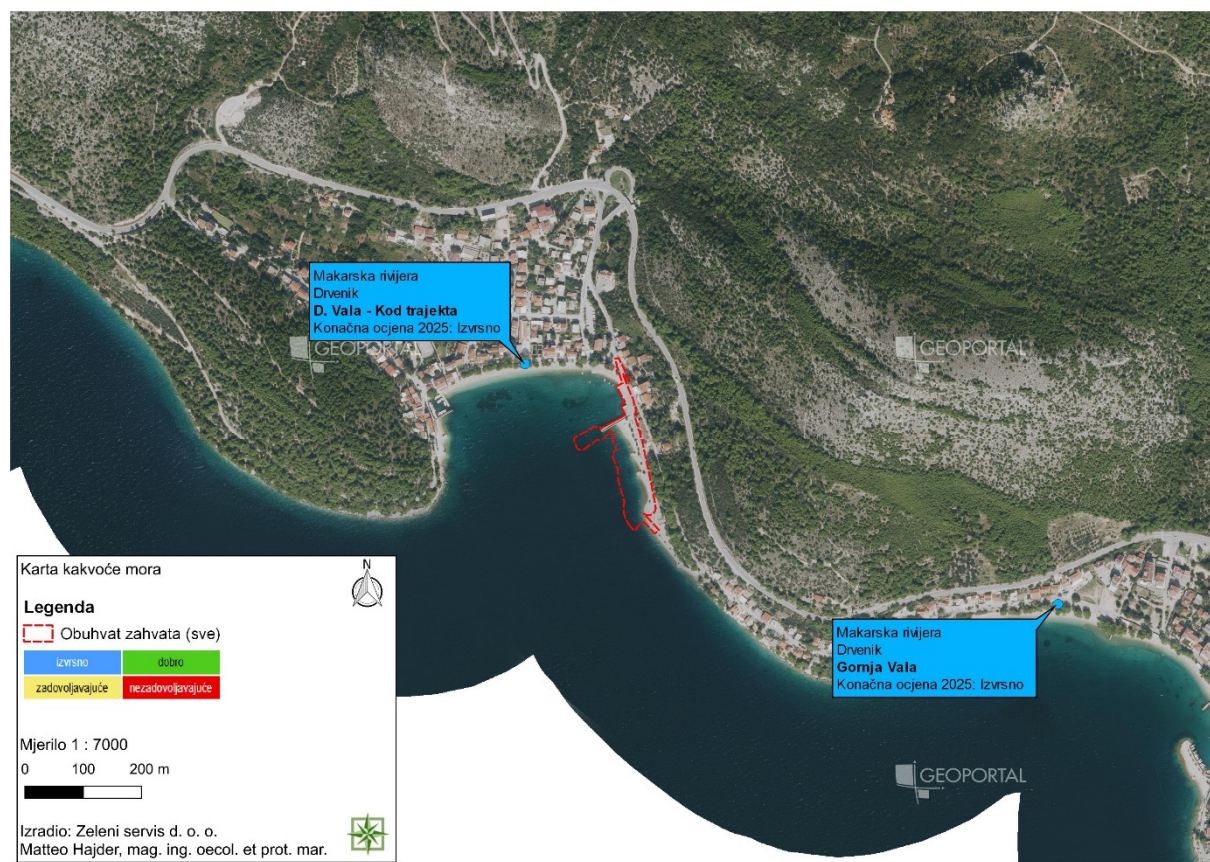 Makarska rivijera
Drvenik
D. Vala - Kod trajekta
Konačna ocjena 2025: Izvrsno
GEOPORTAL
GEOPORTAL
Makarska rivijera
Drvenik
Gornja Vala
Konačna ocjena 2025: Izvrsno
GEOPORTAL
Karta kakvoće mora
N
Legenda
Obuhvat zahvata (sve)
izvrsno dobro
zadovoljavajuće nezadovoljavajuće
Mjerilo 1 : 7000
0 100 200 m
Izradio: Zeleni servis d. o. o.
Matteo Hajder, mag. ing. oecol. et prot. mar.